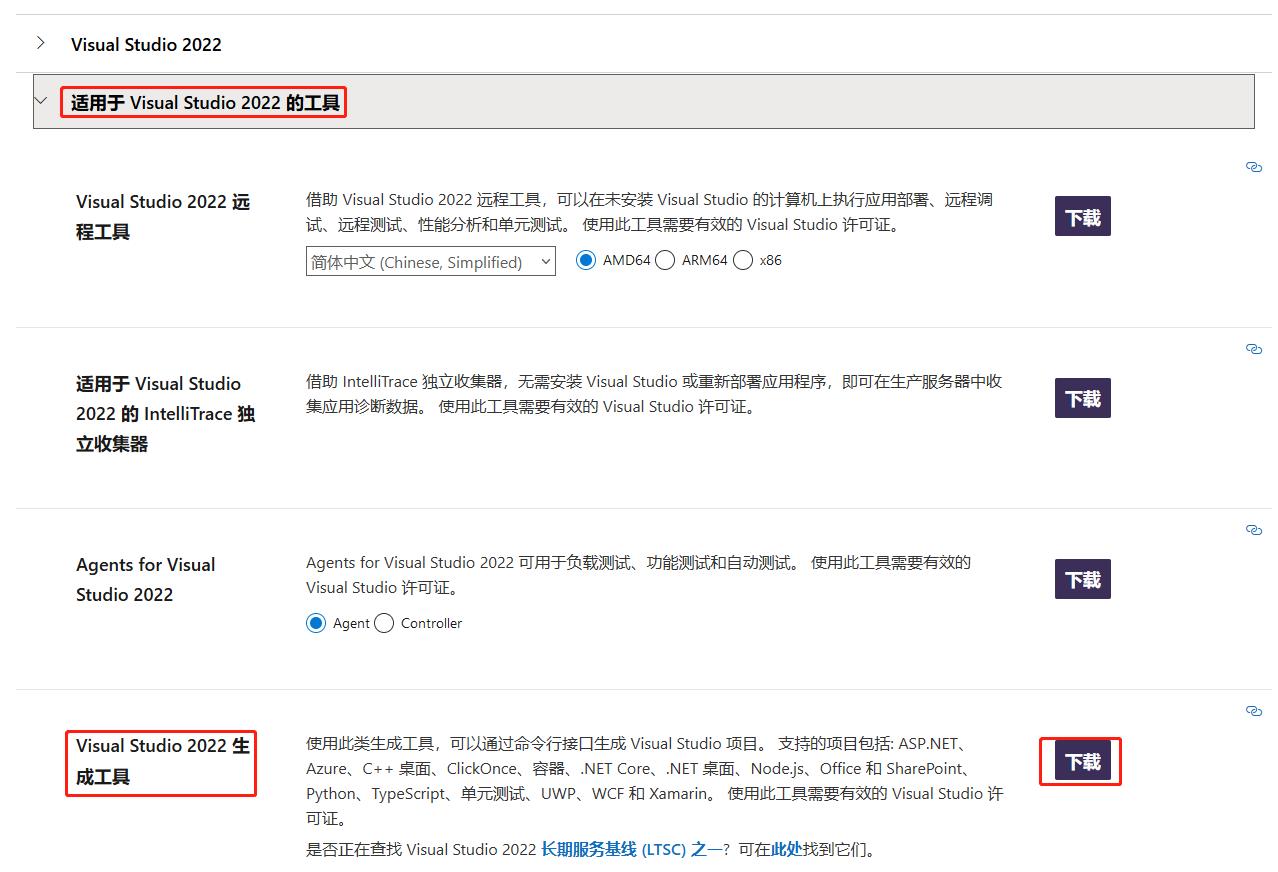 Visual Studio 2022
适用于 Visual Studio 2022 的工具
Visual Studio 2022 远
程工具
借助 Visual Studio 2022 远程工具，可以在未安装 Visual Studio 的计算机上执行应用部署、远程调
试、远程测试、性能分析和单元测试。 使用此工具需要有效的 Visual Studio 许可证。
简体中文 (Chinese, Simplified) AMD64 ARM64 x86
下载
适用于 Visual Studio
2022 的 IntelliTrace 独
立收集器
借助 IntelliTrace 独立收集器，无需安装 Visual Studio 或重新部署应用程序，即可在生产服务器中收
集应用诊断数据。 使用此工具需要有效的 Visual Studio 许可证。
下载
Agents for Visual
Studio 2022
Agents for Visual Studio 2022 可用于负载测试、功能测试和自动测试。 使用此工具需要有效的
Visual Studio 许可证。
Agent Controller
下载
Visual Studio 2022 生
成工具
使用此类生成工具，可以通过命令行接口生成 Visual Studio 项目。 支持的项目包括: ASP.NET、
Azure、C++ 桌面、ClickOnce、容器、.NET Core、.NET 桌面、Node.js、Office 和 SharePoint、
Python、TypeScript、单元测试、UWP、WCF 和 Xamarin。 使用此工具需要有效的 Visual Studio 许
可证。
是否正在查找 Visual Studio 2022 长期服务基线 (LTSC) 之一？可在此处找到它们。
下载